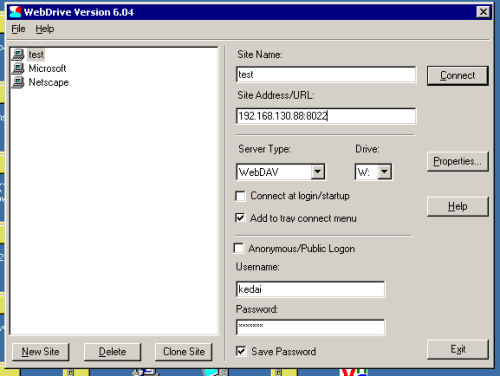 WebDrive Version 6.04
File Help
test
Microsoft
Netscape
New Site Delete Clone Site
Site Name:
test
Connect
Site Address/URL:
192.168.130.88:8022
Server Type: Drive:
WebDAV W:
Properties...
Connect at login/startup
Help
Add to tray connect menu
Anonymous/Public Logon
Username:
kedai
Password:
*******
Save Password
Exit